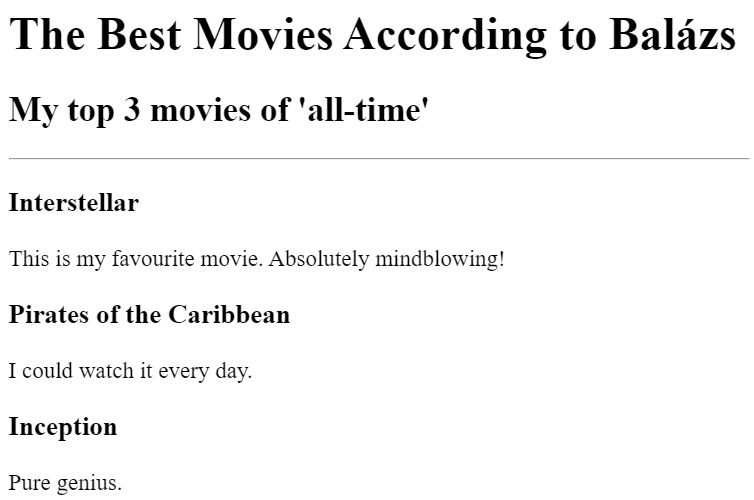 The Best Movies According to Balázs
My top 3 movies of 'all-time'
Interstellar
This is my favourite movie. Absolutely mindblowing!
Pirates of the Caribbean
I could watch it every day.
Inception
Pure genius.